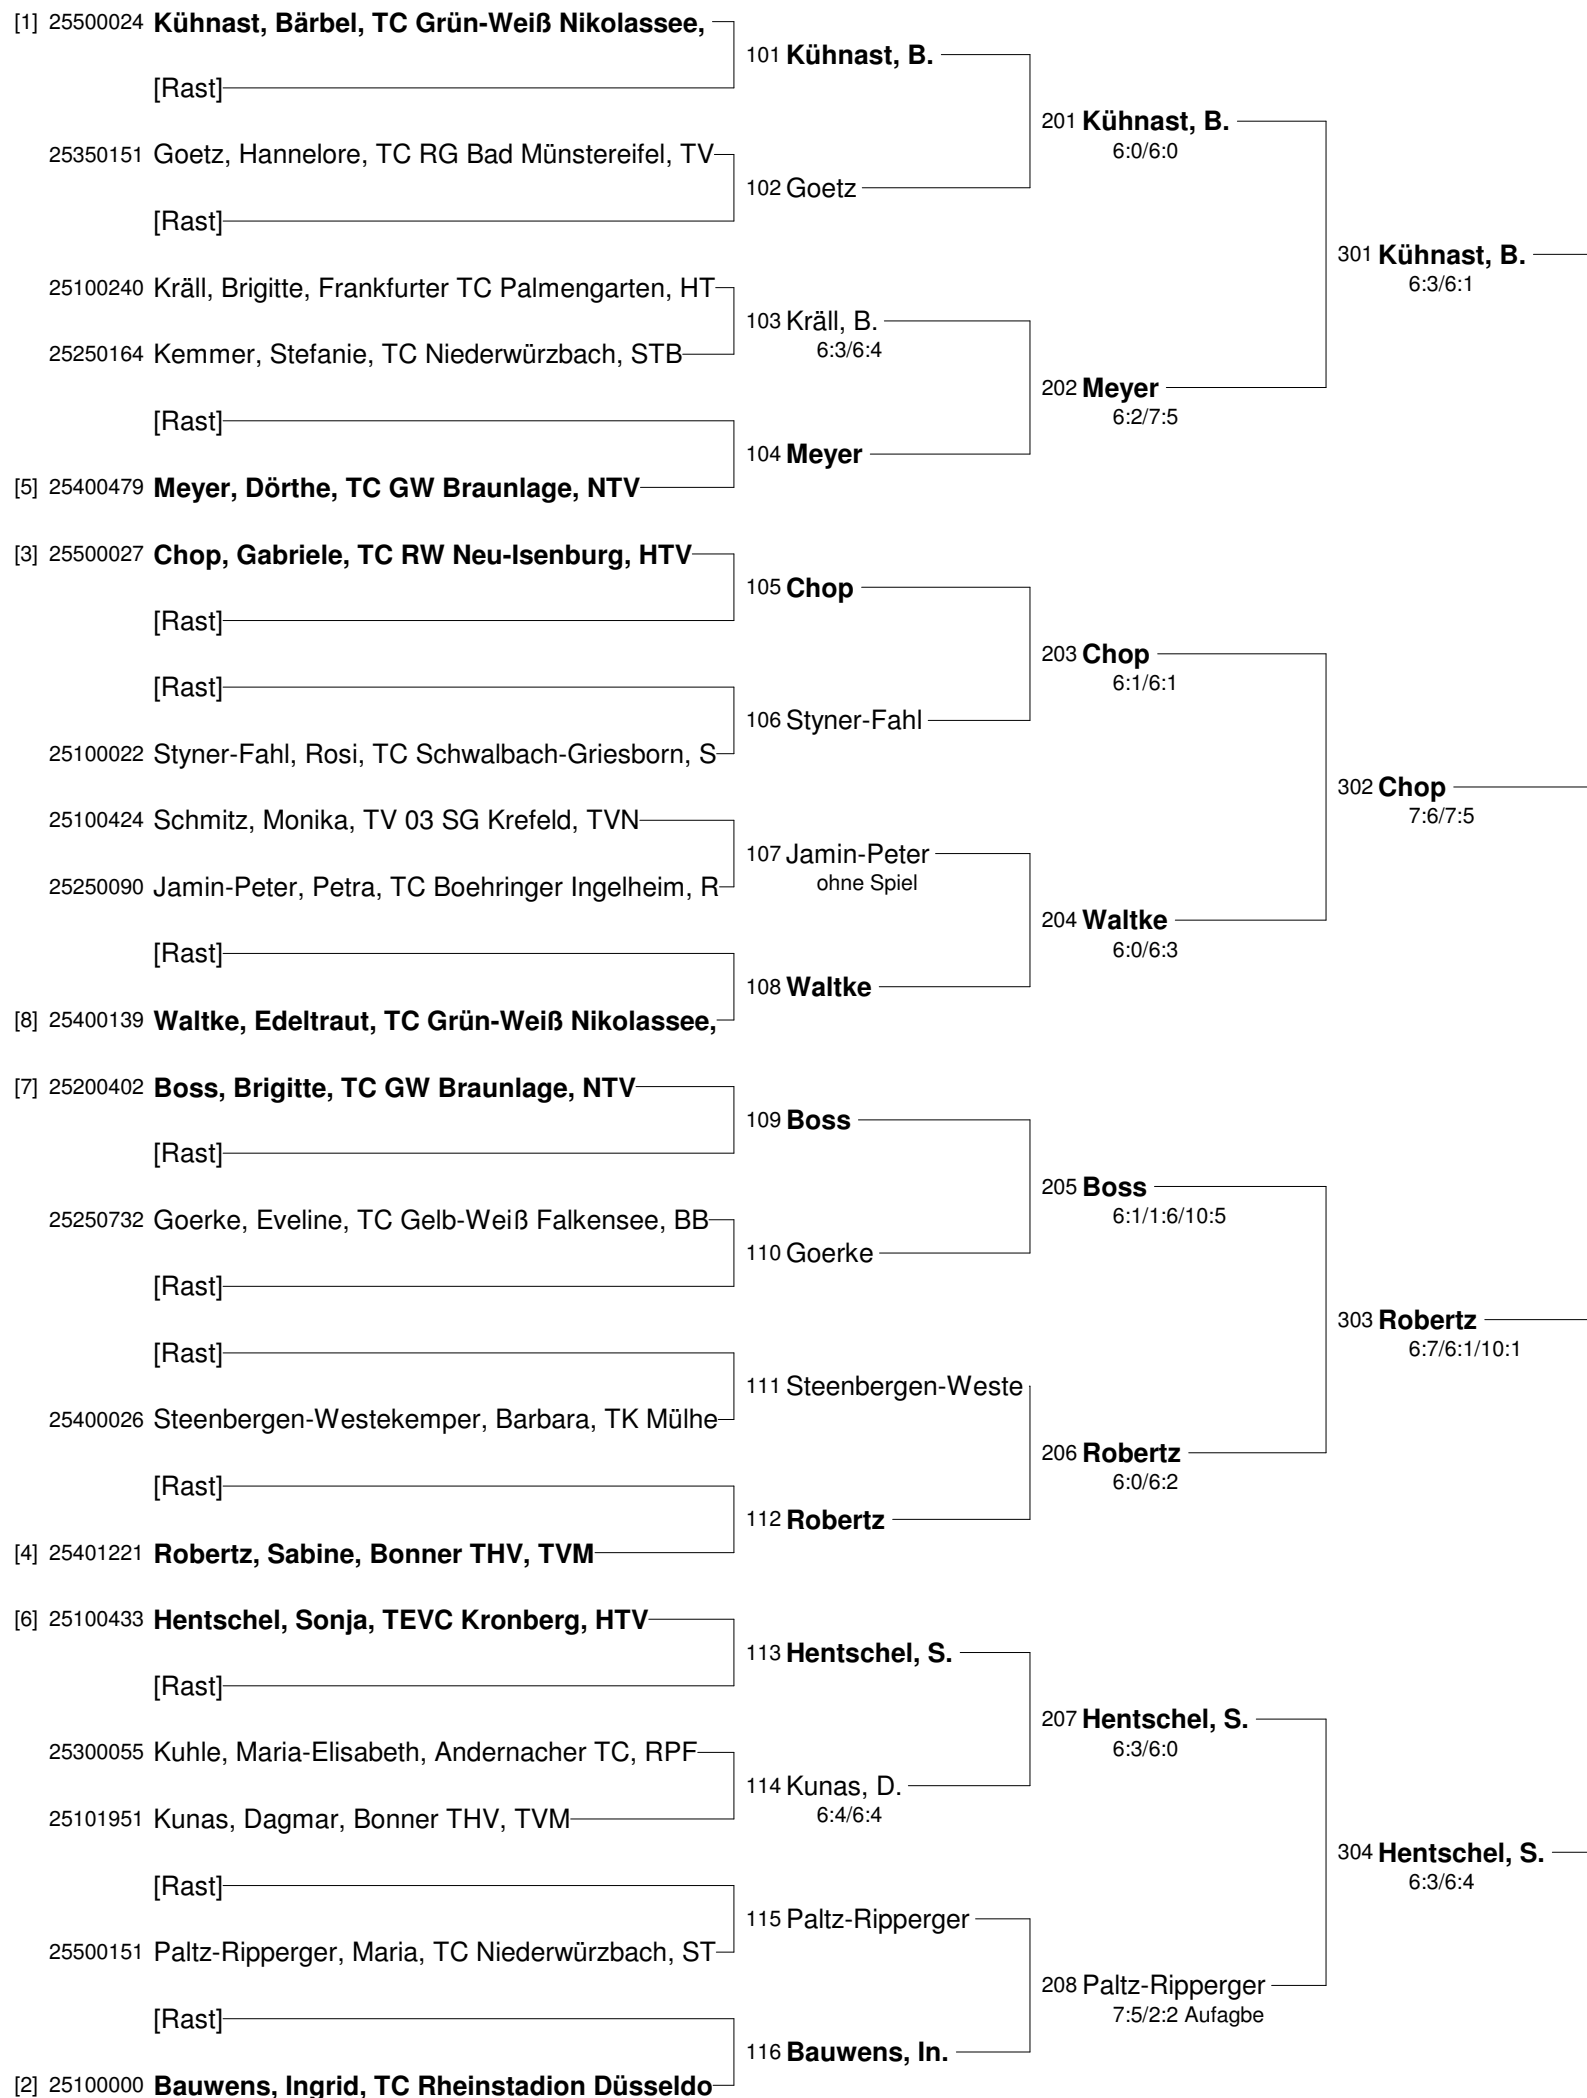 [1] 25500024 Kühnast, Bärbel, TC Grün-Weiß Nikolassee,
101 Kühnast, B.
[Rast]
201 Kühnast, B.
6:0/6:0
25350151 Goetz, Hannelore, TC RG Bad Münstereifel, TV
102 Goetz
[Rast]
301 Kühnast, B.
6:3/6:1
25100240 Kräll, Brigitte, Frankfurter TC Palmengarten, HT
103 Kräll, B.
6:3/6:4
25250164 Kemmer, Stefanie, TC Niederwürzbach, STB
202 Meyer
6:2/7:5
[Rast]
104 Meyer
[5] 25400479 Meyer, Dörthe, TC GW Braunlage, NTV
[3] 25500027 Chop, Gabriele, TC RW Neu-Isenburg, HTV
105 Chop
[Rast]
203 Chop
6:1/6:1
[Rast]
106 Styner-Fahl
25100022 Styner-Fahl, Rosi, TC Schwalbach-Griesborn, S
302 Chop
7:6/7:5
25100424 Schmitz, Monika, TV 03 SG Krefeld, TVN
107 Jamin-Peter
ohne Spiel
25250090 Jamin-Peter, Petra, TC Boehringer Ingelheim, R
204 Waltke
6:0/6:3
[Rast]
108 Waltke
[8] 25400139 Waltke, Edeltraut, TC Grün-Weiß Nikolassee,
[7] 25200402 Boss, Brigitte, TC GW Braunlage, NTV
109 Boss
[Rast]
205 Boss
6:1/1:6/10:5
25250732 Goerke, Eveline, TC Gelb-Weiß Falkensee, BB
110 Goerke
[Rast]
303 Robertz
6:7/6:1/10:1
[Rast]
111 Steenbergen-Weste
25400026 Steenbergen-Westekemper, Barbara, TK Mülhe
206 Robertz
6:0/6:2
[Rast]
112 Robertz
[4] 25401221 Robertz, Sabine, Bonner THV, TVM
[6] 25100433 Hentschel, Sonja, TEVC Kronberg, HTV
113 Hentschel, S.
[Rast]
207 Hentschel, S.
6:3/6:0
25300055 Kuhle, Maria-Elisabeth, Andernacher TC, RPF
114 Kunas, D.
6:4/6:4
25101951 Kunas, Dagmar, Bonner THV, TVM
304 Hentschel, S.
6:3/6:4
[Rast]
115 Paltz-Ripperger
25500151 Paltz-Ripperger, Maria, TC Niederwürzbach, ST
208 Paltz-Ripperger
7:5/2:2 Aufagbe
[Rast]
116 Bauwens, In.
[2] 25100000 Bauwens, Ingrid, TC Rheinstadion Düsseldo